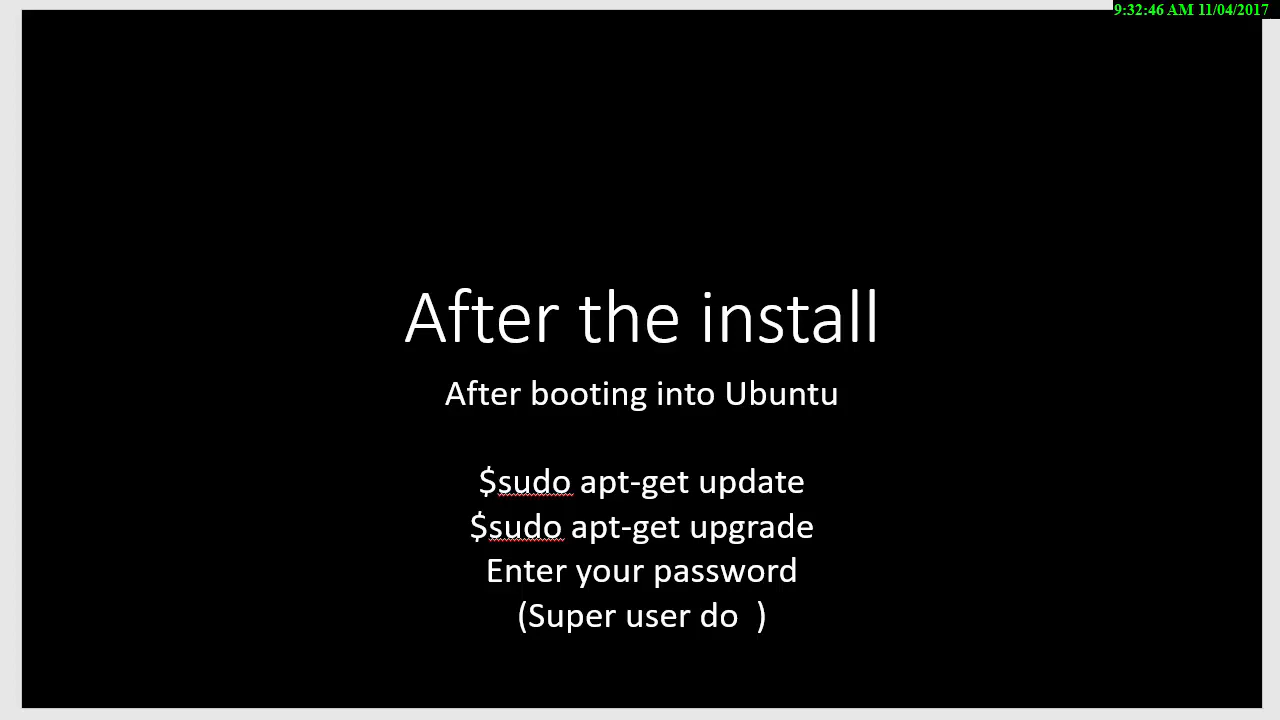 9:32:46 AM 11/04/2017
After the install
After booting into Ubuntu
$sudo apt-get update
$sudo apt-get upgrade
Enter your password
(Super user do  )